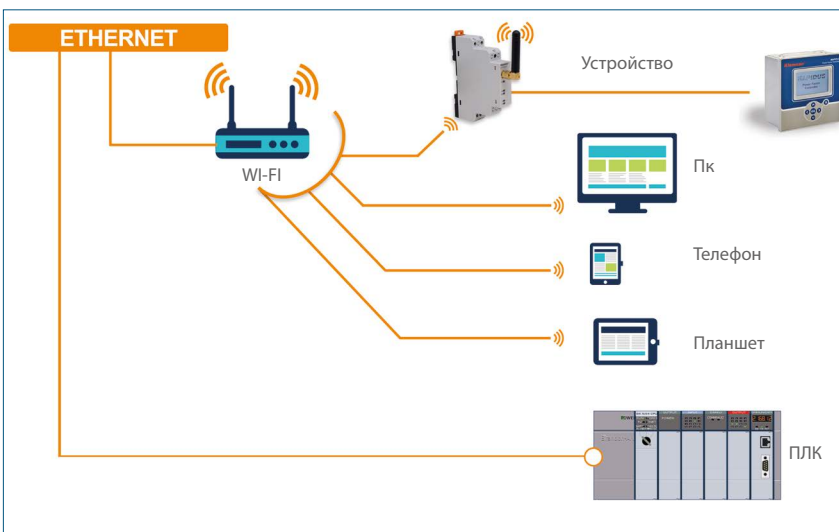 ETHERNET
Устройство
WI-FI
Пк
Телефон
Планшет
ПЛК